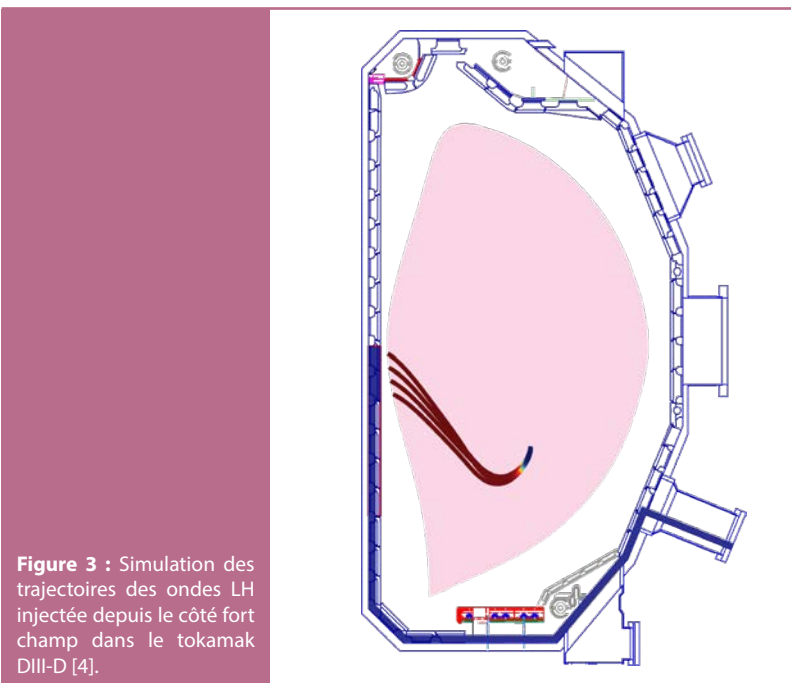 Figure 3 : Simulation des
trajectoires des ondes LH
injectée depuis le côté fort
champ dans le tokamak
DIII-D [4].